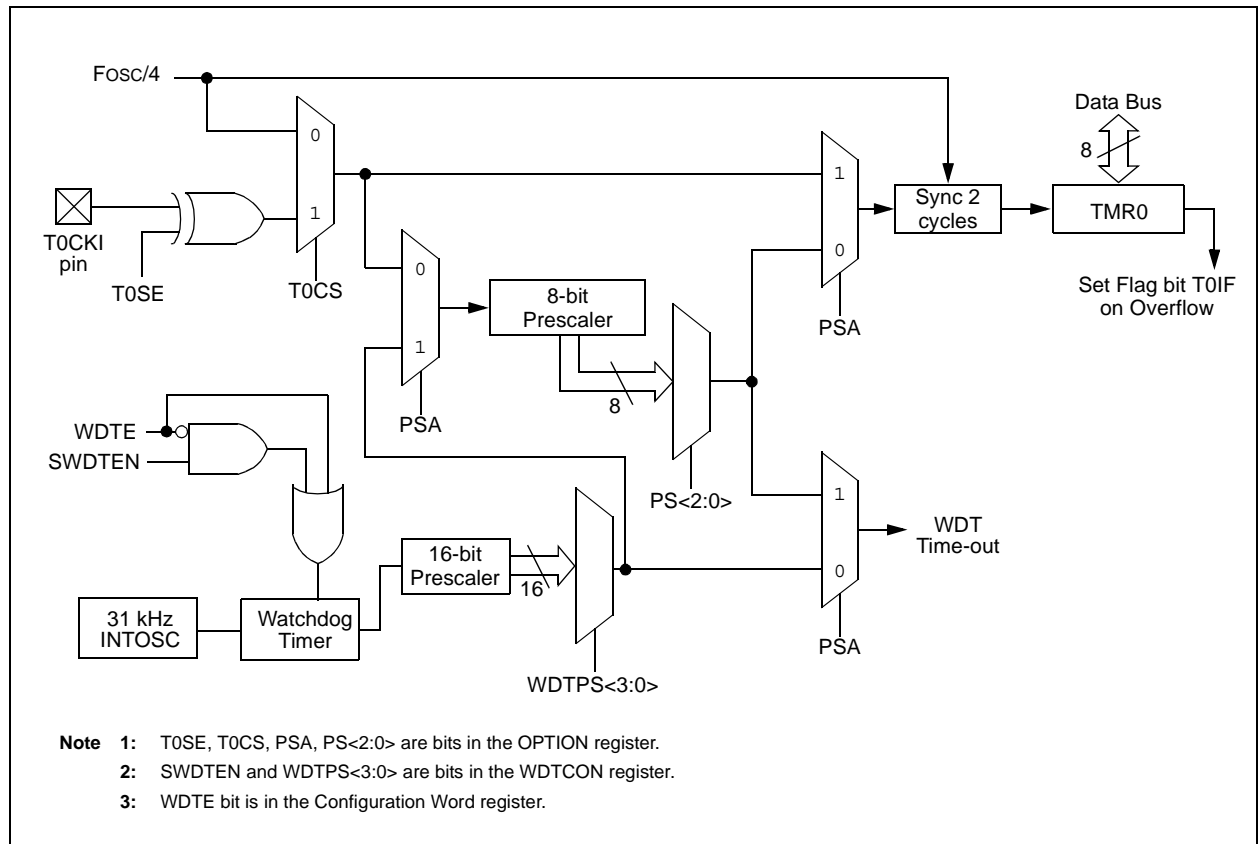 FOSC/4
Data Bus
0
8
1
1
Sync 2
cycles
TMR0
T0CKI
pin
T0SE
T0CS
0
8-bit
Prescaler
0
PSA
Set Flag bit T0IF
on Overflow
1
8
WDTE
PSA
SWDTEN
PS<2:0>
1
WDT
Time-out
16-bit
Prescaler
16
0
31 kHz
INTOSC
Watchdog
Timer
PSA
WDTPS<3:0>
Note 1: T0SE, T0CS, PSA, PS<2:0> are bits in the OPTION register.
2: SWDTEN and WDTPS<3:0> are bits in the WDTCON register.
3: WDTE bit is in the Configuration Word register.